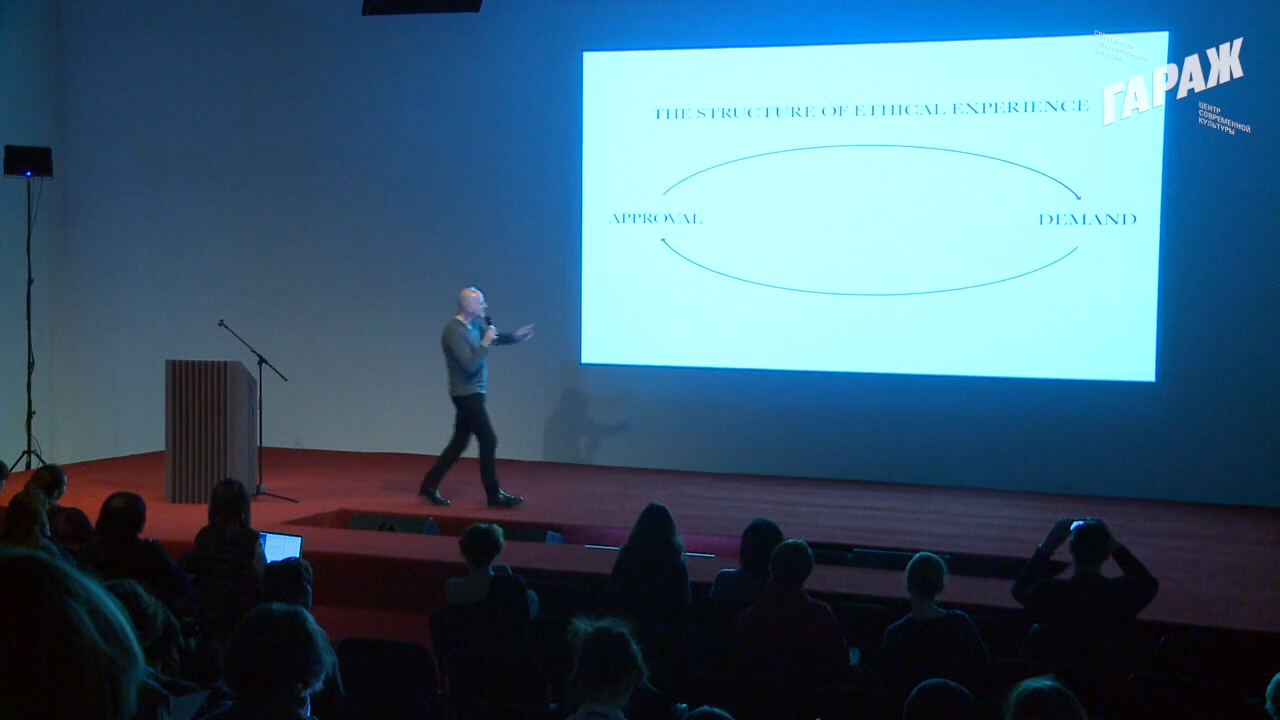 THE STRUCTURE OF ETHICAL EXPERIENCE
APPROVAL
DEMAND
ГАРАЖ
ЦЕНТР
СОВРЕМЕННОЙ
КУЛЬТУРЫ